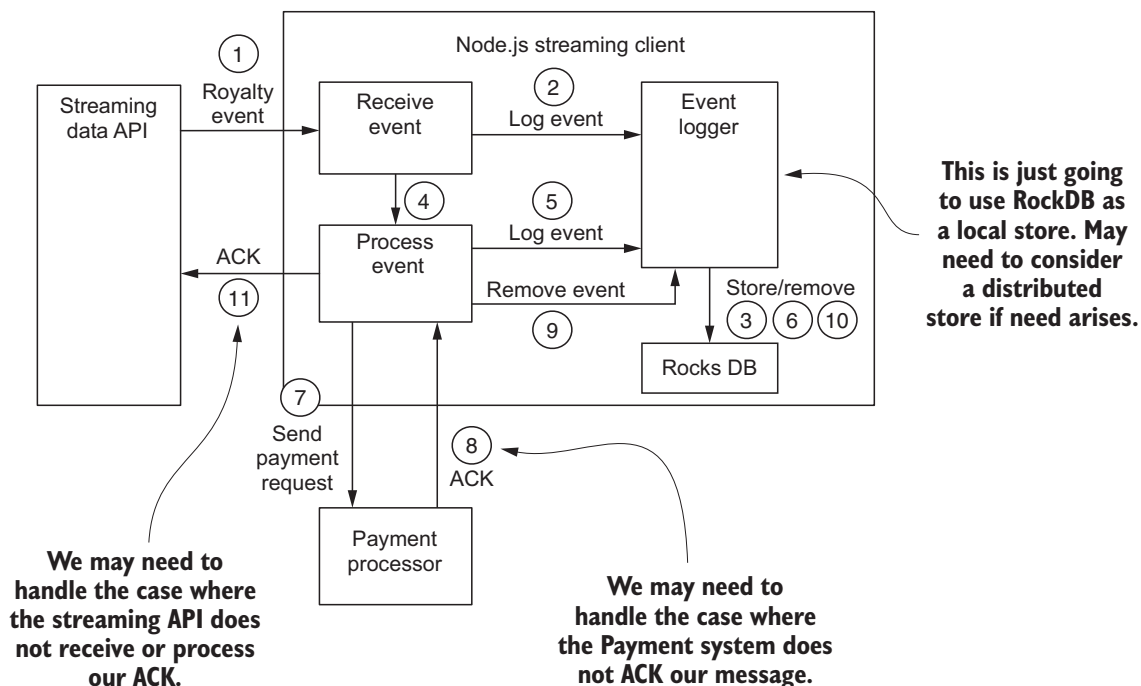 Node.js streaming client
1
Royalty
event
Streaming
data API
Receive
event
2
Log event
Event
logger
This is just going
to use RockDB as
a local store. May
need to consider
a distributed
store if need arises.
4
5
Log event
Process
event
ACK
11
Remove event
9
Store/remove
3 6 10
Rocks DB
7
Send
payment
request
8
ACK
Payment
processor
We may need to
handle the case where
the streaming API does
not receive or process
our ACK.
We may need to
handle the case where
the Payment system does
not ACK our message.